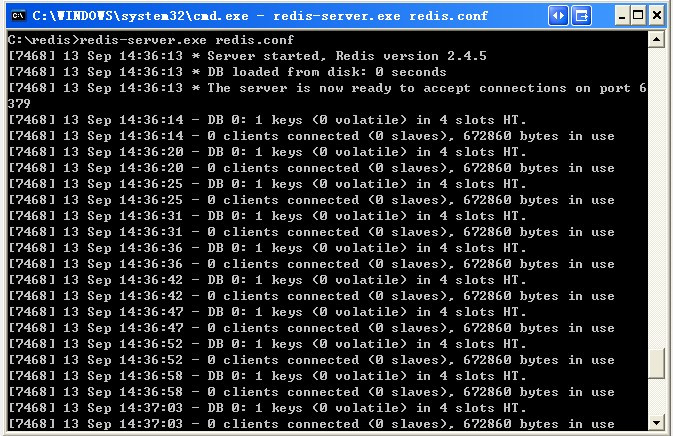 C:\WINDOWS\system32\cmd.exe - redis-server.exe redis.conf
C:\redis>redis-server.exe redis.conf
[7468] 13 Sep 14:36:13 * Server started, Redis version 2.4.5
[7468] 13 Sep 14:36:13 * DB loaded from disk: 0 seconds
[7468] 13 Sep 14:36:13 * The server is now ready to accept connections on port 6
379
[7468] 13 Sep 14:36:14 - DB 0: 1 keys (0 volatile) in 4 slots HT.
[7468] 13 Sep 14:36:14 - 0 clients connected (0 slaves), 672860 bytes in use
[7468] 13 Sep 14:36:20 - DB 0: 1 keys (0 volatile) in 4 slots HT.
[7468] 13 Sep 14:36:20 - 0 clients connected (0 slaves), 672860 bytes in use
[7468] 13 Sep 14:36:25 - DB 0: 1 keys (0 volatile) in 4 slots HT.
[7468] 13 Sep 14:36:25 - 0 clients connected (0 slaves), 672860 bytes in use
[7468] 13 Sep 14:36:31 - DB 0: 1 keys (0 volatile) in 4 slots HT.
[7468] 13 Sep 14:36:31 - 0 clients connected (0 slaves), 672860 bytes in use
[7468] 13 Sep 14:36:36 - DB 0: 1 keys (0 volatile) in 4 slots HT.
[7468] 13 Sep 14:36:36 - 0 clients connected (0 slaves), 672860 bytes in use
[7468] 13 Sep 14:36:42 - DB 0: 1 keys (0 volatile) in 4 slots HT.
[7468] 13 Sep 14:36:42 - 0 clients connected (0 slaves), 672860 bytes in use
[7468] 13 Sep 14:36:47 - DB 0: 1 keys (0 volatile) in 4 slots HT.
[7468] 13 Sep 14:36:47 - 0 clients connected (0 slaves), 672860 bytes in use
[7468] 13 Sep 14:36:52 - DB 0: 1 keys (0 volatile) in 4 slots HT.
[7468] 13 Sep 14:36:52 - 0 clients connected (0 slaves), 672860 bytes in use
[7468] 13 Sep 14:36:58 - DB 0: 1 keys (0 volatile) in 4 slots HT.
[7468] 13 Sep 14:36:58 - 0 clients connected (0 slaves), 672860 bytes in use
[7468] 13 Sep 14:37:03 - DB 0: 1 keys (0 volatile) in 4 slots HT.
[7468] 13 Sep 14:37:03 - 0 clients connected (0 slaves), 672860 bytes in use